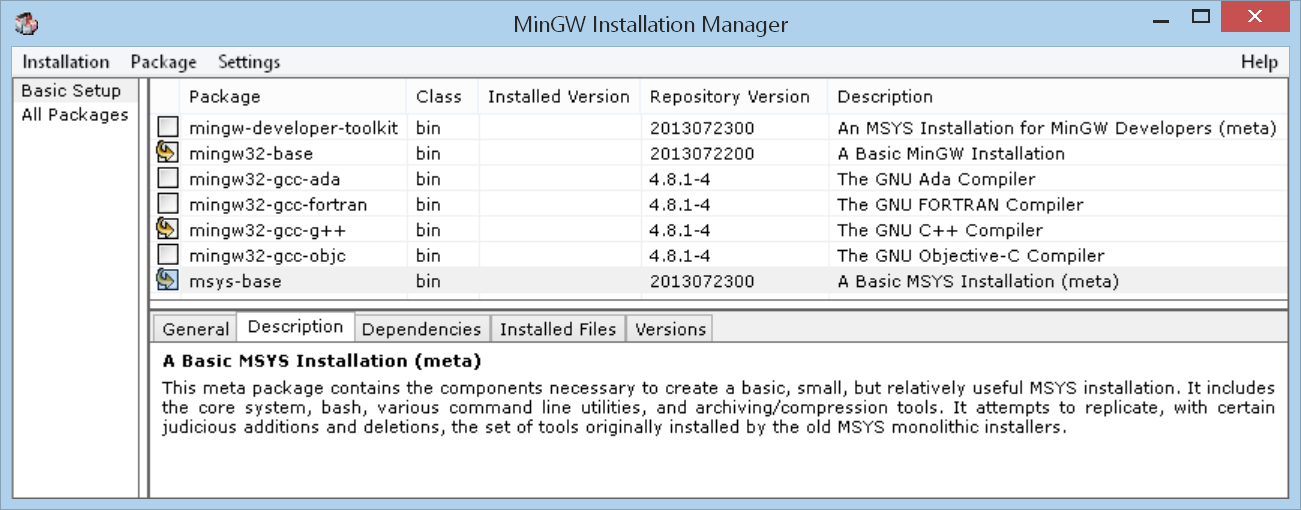 MinGW Installation Manager
Installation Package Settings Help
Basic Setup
All Packages
Package Class Installed Version Repository Version Description
mingw-developer-toolkit bin 2013072300 An MSYS Installation for MinGW Developers (meta)
mingw32-base bin 2013072200 A Basic MinGW Installation
mingw32-gcc-ada bin 4.8.1-4 The GNU Ada Compiler
mingw32-gcc-fortran bin 4.8.1-4 The GNU FORTRAN Compiler
mingw32-gcc-g++ bin 4.8.1-4 The GNU C++ Compiler
mingw32-gcc-objc bin 4.8.1-4 The GNU Objective-C Compiler
msys-base bin 2013072300 A Basic MSYS Installation (meta)
General Description Dependencies Installed Files Versions
A Basic MSYS Installation (meta)
This meta package contains the components necessary to create a basic, small, but relatively useful MSYS installation. It includes
the core system, bash, various command line utilities, and archiving/compression tools. It attempts to replicate, with certain
judicious additions and deletions, the set of tools originally installed by the old MSYS monolithic installers.